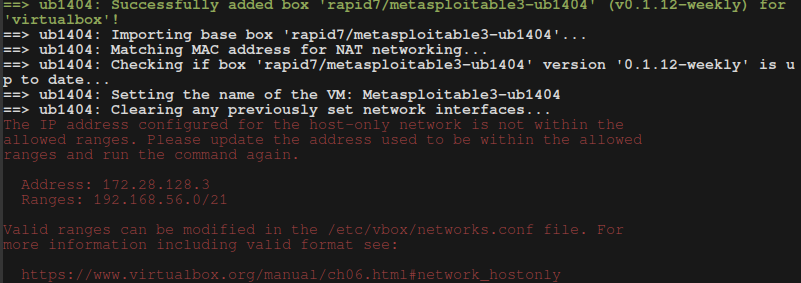 ==> ub1404: Successfully added box 'rapid7/metasploitable3-ub1404' (v0.1.12-weekly) for
'virtualbox'!
==> ub1404: Importing base box 'rapid7/metasploitable3-ub1404'...
==> ub1404: Matching MAC address for NAT networking...
==> ub1404: Checking if box 'rapid7/metasploitable3-ub1404' version '0.1.12-weekly' is u
p to date...
==> ub1404: Setting the name of the VM: Metasploitable3-ub1404
==> ub1404: Clearing any previously set network interfaces...
The IP address configured for the host-only network is not within the
allowed ranges. Please update the address used to be within the allowed
ranges and run the command again.
Address: 172.28.128.3
Ranges: 192.168.56.0/21
Valid ranges can be modified in the /etc/vbox/networks.conf file. For
more information including valid format see:
https://www.virtualbox.org/manual/ch06.html#network_hostonly